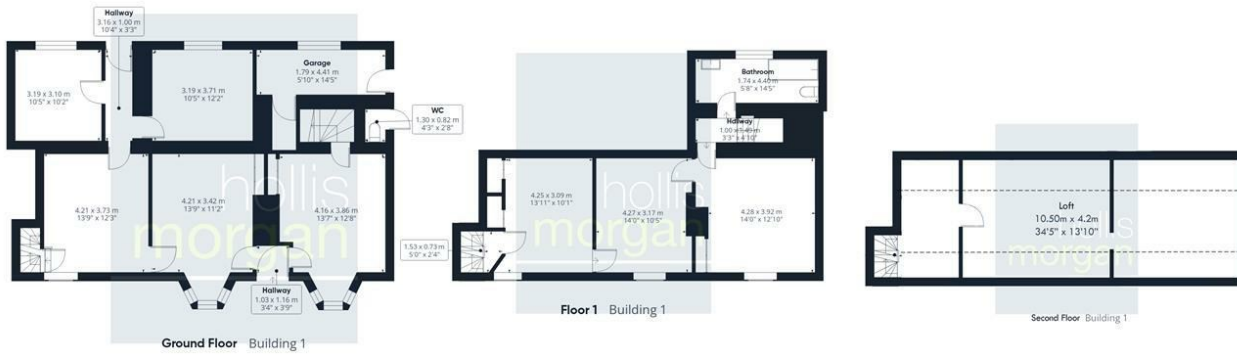 Hallway
3.16 x 1.00 m
10'4" x 3'3"
3.19 x 3.10 m
10'5" x 10'2"
3.19 x 3.71 m
10'5" x 12'2"
Garage
1.79 x 4.41 m
5'10" x 14'5"
WC
1.30 x 0.82 m
4'3" x 2'8"
4.21 x 3.73 m
13'9" x 12'3"
4.21 x 3.42 m
13'9" x 11'2"
4.16 x 3.86 m
13'7" x 12'8"
hollis
morgan
Hallway
1.03 x 1.16 m
3'4" x 3'9"
Ground Floor Building 1
Bathroom
1.74 x 4.40 m
5'8" x 14'5"
Hallway
1.00 x 1.49 m
3'3" x 4'10"
4.25 x 3.09 m
13'11" x 10'1"
4.27 x 3.17 m
14'0" x 10'5"
4.28 x 3.92 m
14'0" x 12'10"
1.53 x 0.73 m
5'0" x 2'4"
hollis
morgan
Floor 1 Building 1
Loft
10.50m x 4.2m
34'5" x 13'10"
hollis
morgan
Second Floor Building 1